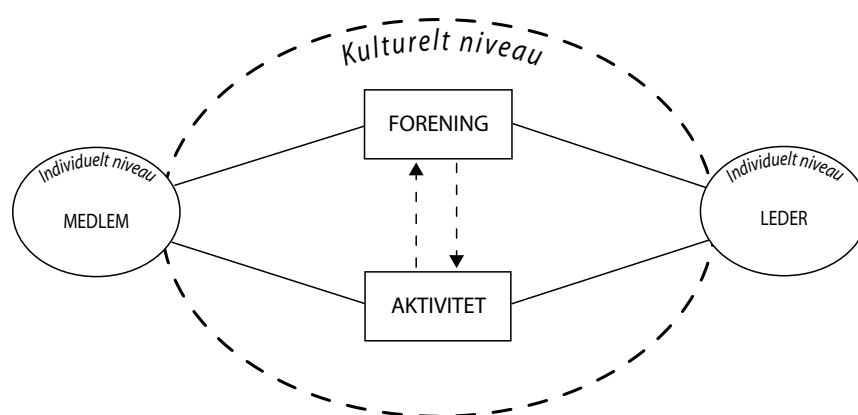 Kulturelt niveau
FORENING
Individuelt niveau
MEDLEM
Individuelt niveau
LEDER
AKTIVITET